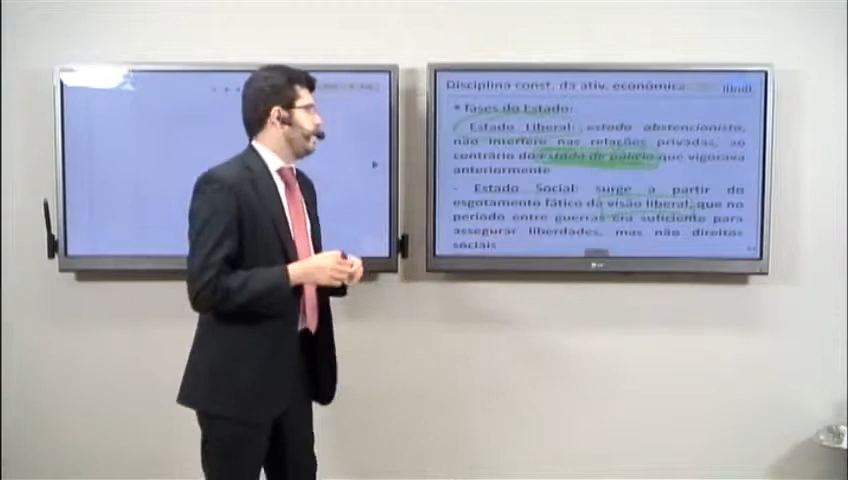 Disciplina const. da ativ. econômica
* fases do Estado:
Estado Liberal: estado abstencionista,
não interfere nas relações privadas, ao
contrário do estado de polícia que vigorava
anteriormente
- Estado Social: surge a partir do
esgotamento fático da visão liberal, que no
período entre guerras era suficiente para
assegurar liberdades, mas não direitos
sociais
LG